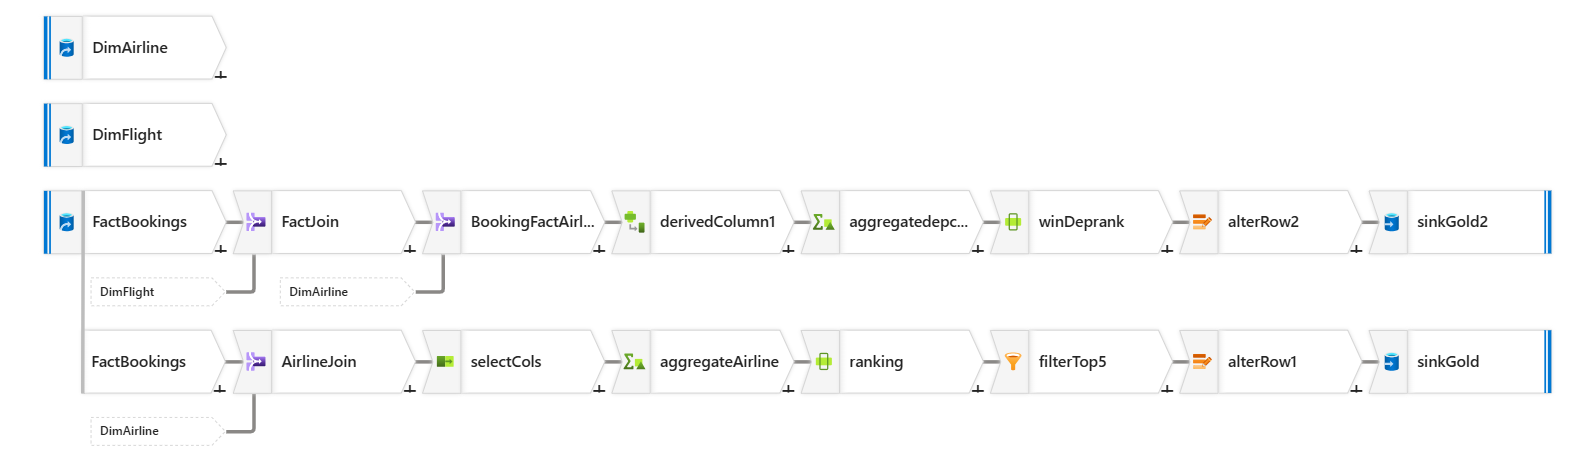 DimAirline
DimFlight
FactBookings
FactJoin
BookingFactAirl...
derivedColumn1
aggregatedepc...
winDeprank
alterRow2
sinkGold2
DimFlight
DimAirline
FactBookings
AirlineJoin
selectCols
aggregateAirline
ranking
filterTop5
alterRow1
sinkGold
DimAirline